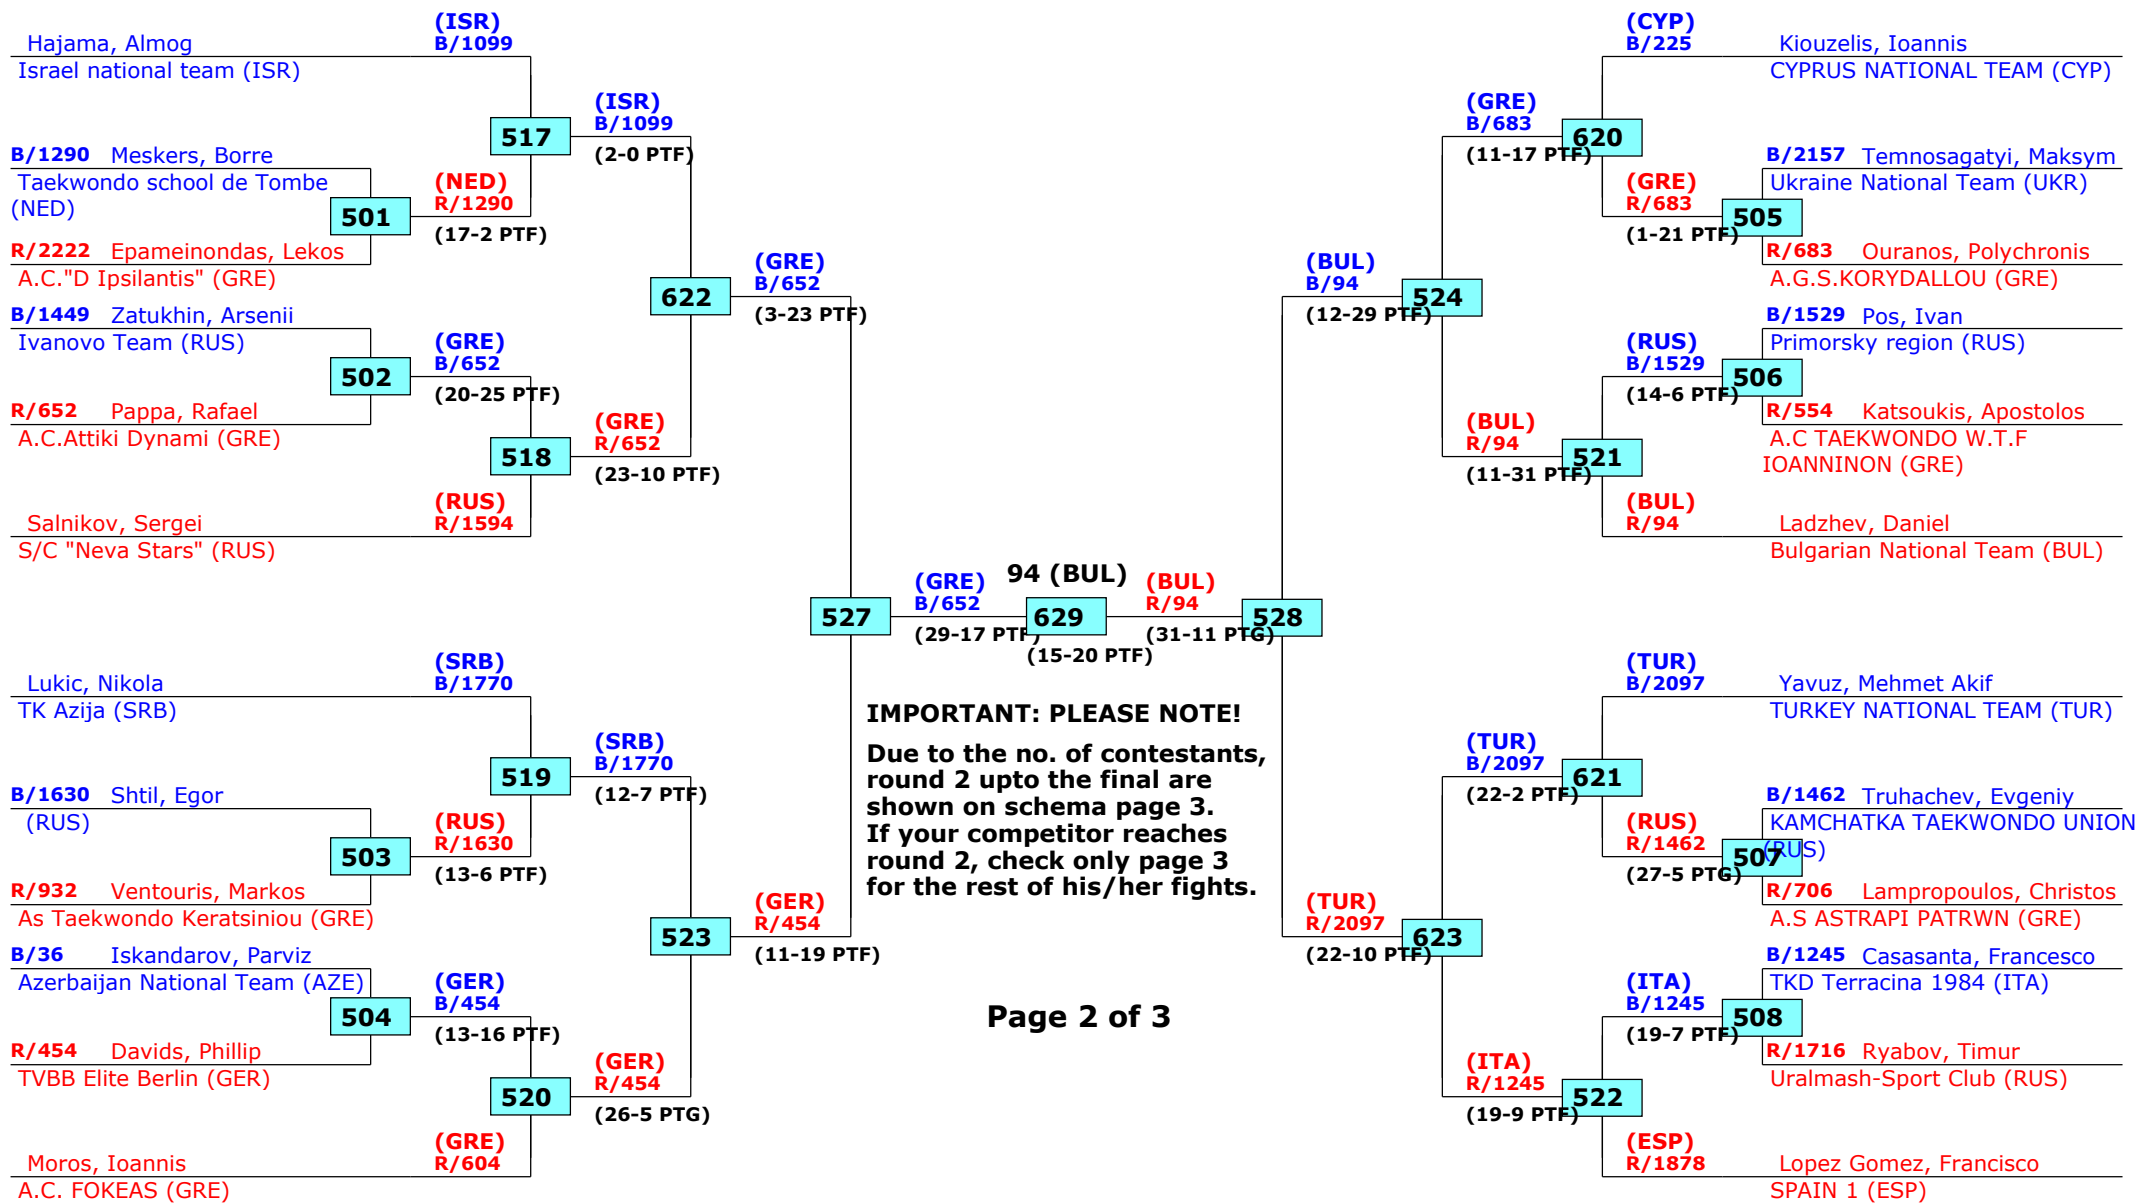 (ISR)
B/1099
Hajama, Almog
Israel national team (ISR)
(ISR)
B/1099
517
(2-0 PTF)
B/1290 Meskers, Borre
Taekwondo school de Tombe
(NED)
(NED)
R/1290
501
(17-2 PTF)
R/2222 Epameinondas, Lekos
A.C."D Ipsilantis" (GRE)
(GRE)
B/652
622
(3-23 PTF)
B/1449 Zatukhin, Arsenii
Ivanovo Team (RUS)
(GRE)
B/652
502
(20-25 PTF)
R/652 Pappa, Rafael
A.C.Attiki Dynami (GRE)
(GRE)
R/652
518
(23-10 PTF)
(RUS)
R/1594
Salnikov, Sergei
S/C "Neva Stars" (RUS)
527
(GRE)
B/652
(29-17 PTF)
94 (BUL)
629
(15-20 PTF)
(BUL)
R/94
(31-11 PTG)
528
(SRB)
B/1770
Lukic, Nikola
TK Azija (SRB)
(SRB)
B/1770
519
(12-7 PTF)
B/1630 Shtil, Egor
(RUS)
(RUS)
R/1630
503
(13-6 PTF)
R/932 Ventouris, Markos
As Taekwondo Keratsiniou (GRE)
(GER)
R/454
523
(11-19 PTF)
B/36 Iskandarov, Parviz
Azerbaijan National Team (AZE)
(GER)
B/454
504
(13-16 PTF)
R/454 Davids, Phillip
TVBB Elite Berlin (GER)
(GER)
R/454
520
(26-5 PTG)
(GRE)
R/604
Moros, Ioannis
A.C. FOKEAS (GRE)
IMPORTANT: PLEASE NOTE!
Due to the no. of contestants,
round 2 upto the final are
shown on schema page 3.
If your competitor reaches
round 2, check only page 3
for the rest of his/her fights.
Page 2 of 3
(CYP)
B/225
Kiouzelis, Ioannis
CYPRUS NATIONAL TEAM (CYP)
(GRE)
B/683
620
(11-17 PTF)
B/2157 Temnosagatyi, Maksym
Ukraine National Team (UKR)
(GRE)
R/683
505
(1-21 PTF)
R/683 Ouranos, Polychronis
A.G.S.KORYDALLOU (GRE)
(BUL)
B/94
524
(12-29 PTF)
B/1529 Pos, Ivan
Primorsky region (RUS)
(RUS)
B/1529
506
(14-6 PTF)
R/554 Katsoukis, Apostolos
A.C TAEKWONDO W.T.F
IOANNINON (GRE)
(BUL)
R/94
521
(11-31 PTF)
(BUL)
R/94
Ladzhev, Daniel
Bulgarian National Team (BUL)
(TUR)
B/2097
Yavuz, Mehmet Akif
TURKEY NATIONAL TEAM (TUR)
(TUR)
B/2097
621
(22-2 PTF)
B/1462 Truhachev, Evgeniy
KAMCHATKA TAEKWONDO UNION
(RUS)
(RUS)
R/1462
507
(27-5 PTG)
R/706 Lampropoulos, Christos
A.S ASTRAPI PATRWN (GRE)
(TUR)
R/2097
623
(22-10 PTF)
B/1245 Casasanta, Francesco
TKD Terracina 1984 (ITA)
(ITA)
B/1245
508
(19-7 PTF)
R/1716 Ryabov, Timur
Uralmash-Sport Club (RUS)
(ITA)
R/1245
522
(19-9 PTF)
(ESP)
R/1878
Lopez Gomez, Francisco
SPAIN 1 (ESP)